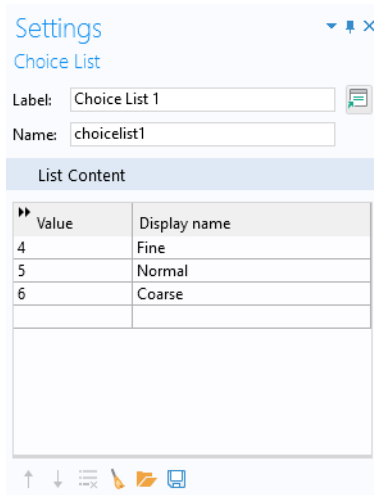 Settings
Choice List
Label: Choice List 1
Name: choicelist1
List Content
Value Display name
4 Fine
5 Normal
6 Coarse